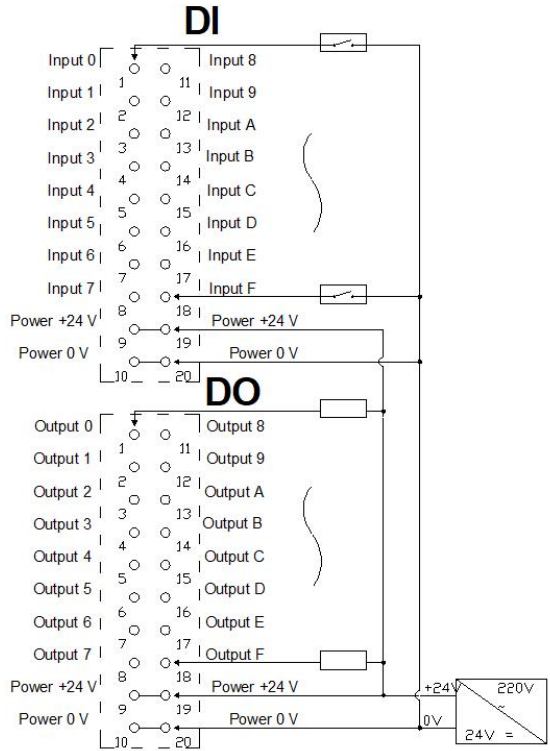 DI
Input 0 Input 8
1 11
Input 1 Input 9
2 12
Input 2 Input A
3 13
Input 3 Input B
4 14
Input 4 Input C
5 15
Input 5 Input D
6 16
Input 6 Input E
7 17
Input 7 Input F
8 18
Power +24 V Power +24 V
9 19
Power 0 V Power 0 V
10 20
DO
Output 0 Output 8
1 11
Output 1 Output 9
2 12
Output 2 Output A
3 13
Output 3 Output B
4 14
Output 4 Output C
5 15
Output 5 Output D
6 16
Output 6 Output E
7 17
Output 7 Output F
8 18
Power +24 V Power +24 V +24V 220V
~
9 19
Power 0 V Power 0 V 0V
24V =
10 20